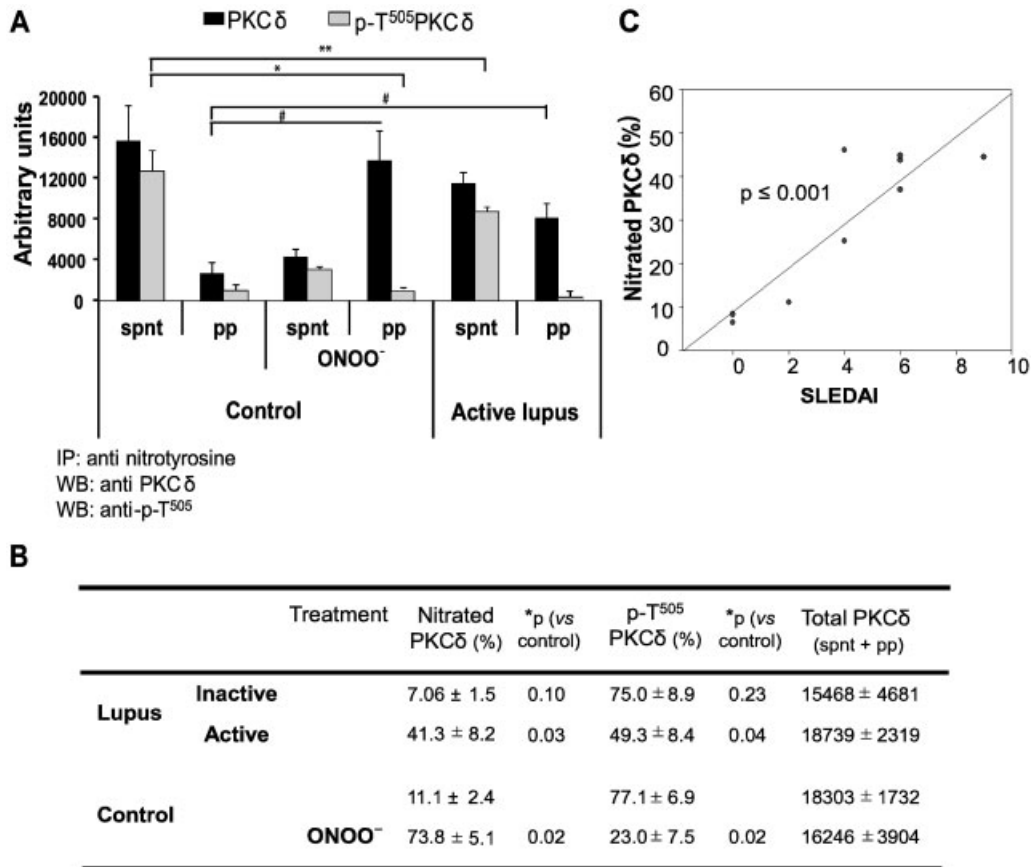 A
PKCδ p-T⁵⁰⁵PKCδ
**
*
#
#
Arbitrary units
20000
16000
12000
8000
4000
0
spnt pp spnt pp spnt pp
ONOO⁻
Control Active lupus
IP: anti nitrotyrosine
WB: anti PKCδ
WB: anti-p-T⁵⁰⁵
C
Nitrated PKCδ (%)
60
50
40
30
20
10
0
p ≤ 0.001
0 2 4 6 8 10
SLEDAI
B
Treatment Nitrated PKCδ (%) *p (vs control) p-T⁵⁰⁵ PKCδ (%) *p (vs control) Total PKCδ (spnt + pp)
Lupus
Inactive 7.06 ± 1.5 0.10 75.0 ± 8.9 0.23 15468 ± 4681
Active 41.3 ± 8.2 0.03 49.3 ± 8.4 0.04 18739 ± 2319
Control
11.1 ± 2.4 77.1 ± 6.9 18303 ± 1732
ONOO⁻ 73.8 ± 5.1 0.02 23.0 ± 7.5 0.02 16246 ± 3904